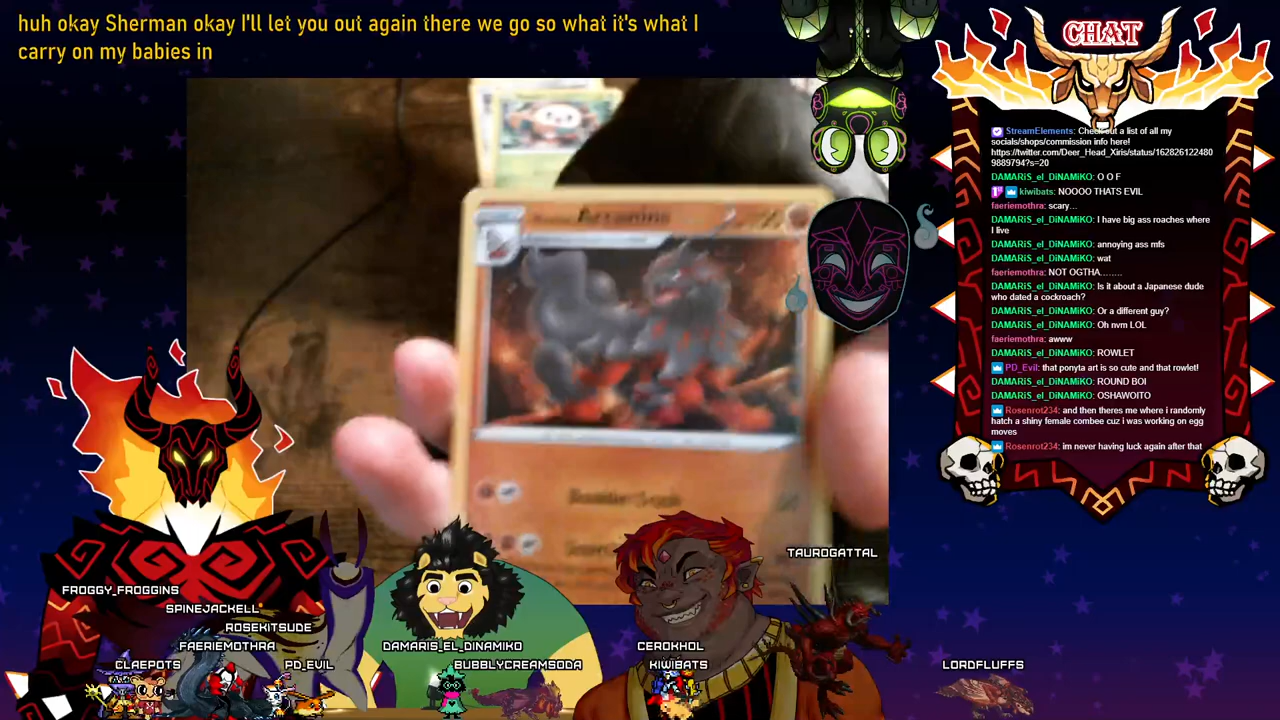 huh okay Sherman okay I'll let you out again there we go so what it's what I
carry on my babies in
CHAT
StreamElements: Check out a list of all my
socials/shops/commission info here!
https://twitter.com/Deer_Head_Xiris/status/162826122480
9889794?s=20
DAMARiS_el_DiNAMiKO: O O F
kiwibats: NOOOO THATS EVIL
faeriemothra: scary...
DAMARiS_el_DiNAMiKO: I have big ass roaches where
I live
DAMARiS_el_DiNAMiKO: annoying ass mfs
DAMARiS_el_DiNAMiKO: wat
faeriemothra: NOT OGTHA........
DAMARiS_el_DiNAMiKO: Is it about a Japanese dude
who dated a cockroach?
DAMARiS_el_DiNAMiKO: Or a different guy?
DAMARiS_el_DiNAMiKO: Oh nvm LOL
faeriemothra: awww
DAMARiS_el_DiNAMiKO: ROWLET
PD_Evil: that ponyta art is so cute and that rowlet!
DAMARiS_el_DiNAMiKO: ROUND BOI
DAMARiS_el_DiNAMiKO: OSHAWOITO
Rosenrot234: and then theres me where i randomly
hatch a shiny female combee cuz i was working on egg
moves
Rosenrot234: im never having luck again after that
Arcanine
TAUROGATTAL
FROGGY_FROGGINS
SPINEJACKELL
ROSEKITSUDE
FAERIEMOTHRA
DAMARIS_EL_DINAMIKO
CEROKHOL
CLAEPOTS
PD_EVIL
BUBBLYCREAMSODA
KIWIBATS
LORDFLUFFS